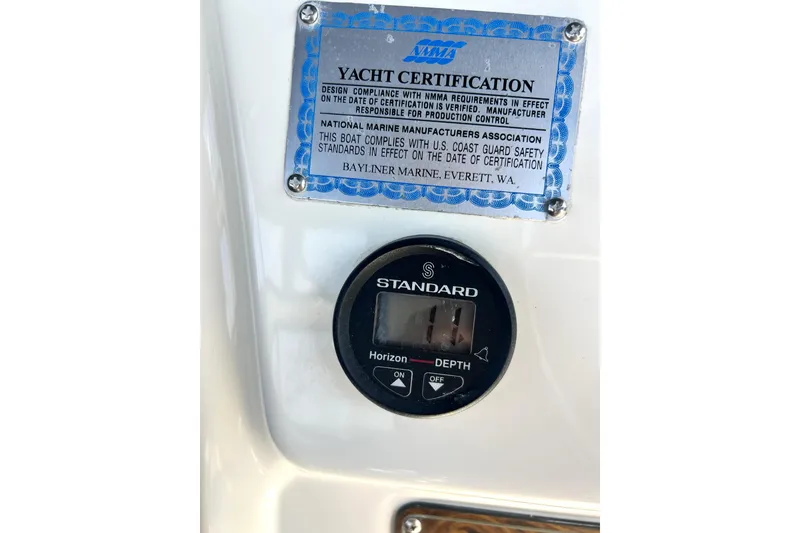 NMMA
YACHT CERTIFICATION
DESIGN COMPLIANCE WITH NMMA REQUIREMENTS IN EFFECT
ON THE DATE OF CERTIFICATION IS VERIFIED. MANUFACTURER
RESPONSIBLE FOR PRODUCTION CONTROL
NATIONAL MARINE MANUFACTURERS ASSOCIATION
THIS BOAT COMPLIES WITH U.S. COAST GUARD SAFETY
STANDARDS IN EFFECT ON THE DATE OF CERTIFICATION
BAYLINER MARINE, EVERETT, WA.
S
STANDARD
Horizon DEPTH
ON OFF